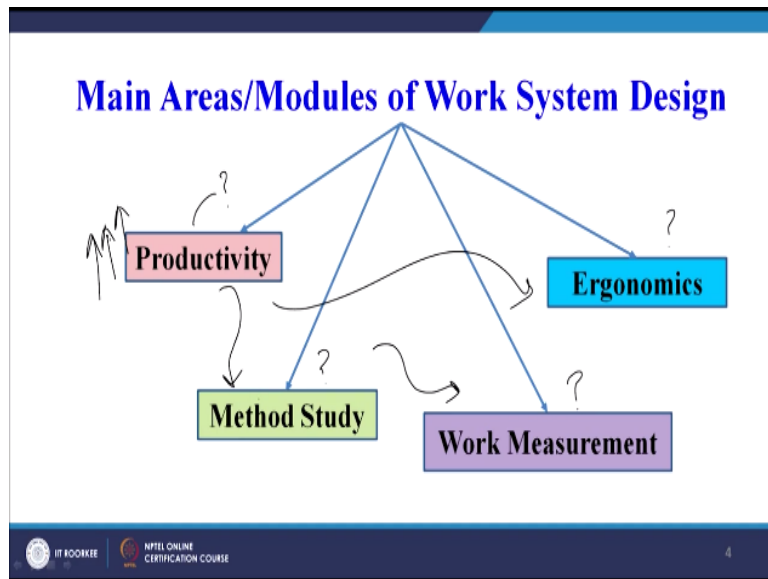 Main Areas/Modules of Work System Design
?
?
Productivity
Ergonomics
?
?
Method Study
Work Measurement
IT ROORKEE
NPTEL ONLINE
CERTIFICATION COURSE
4